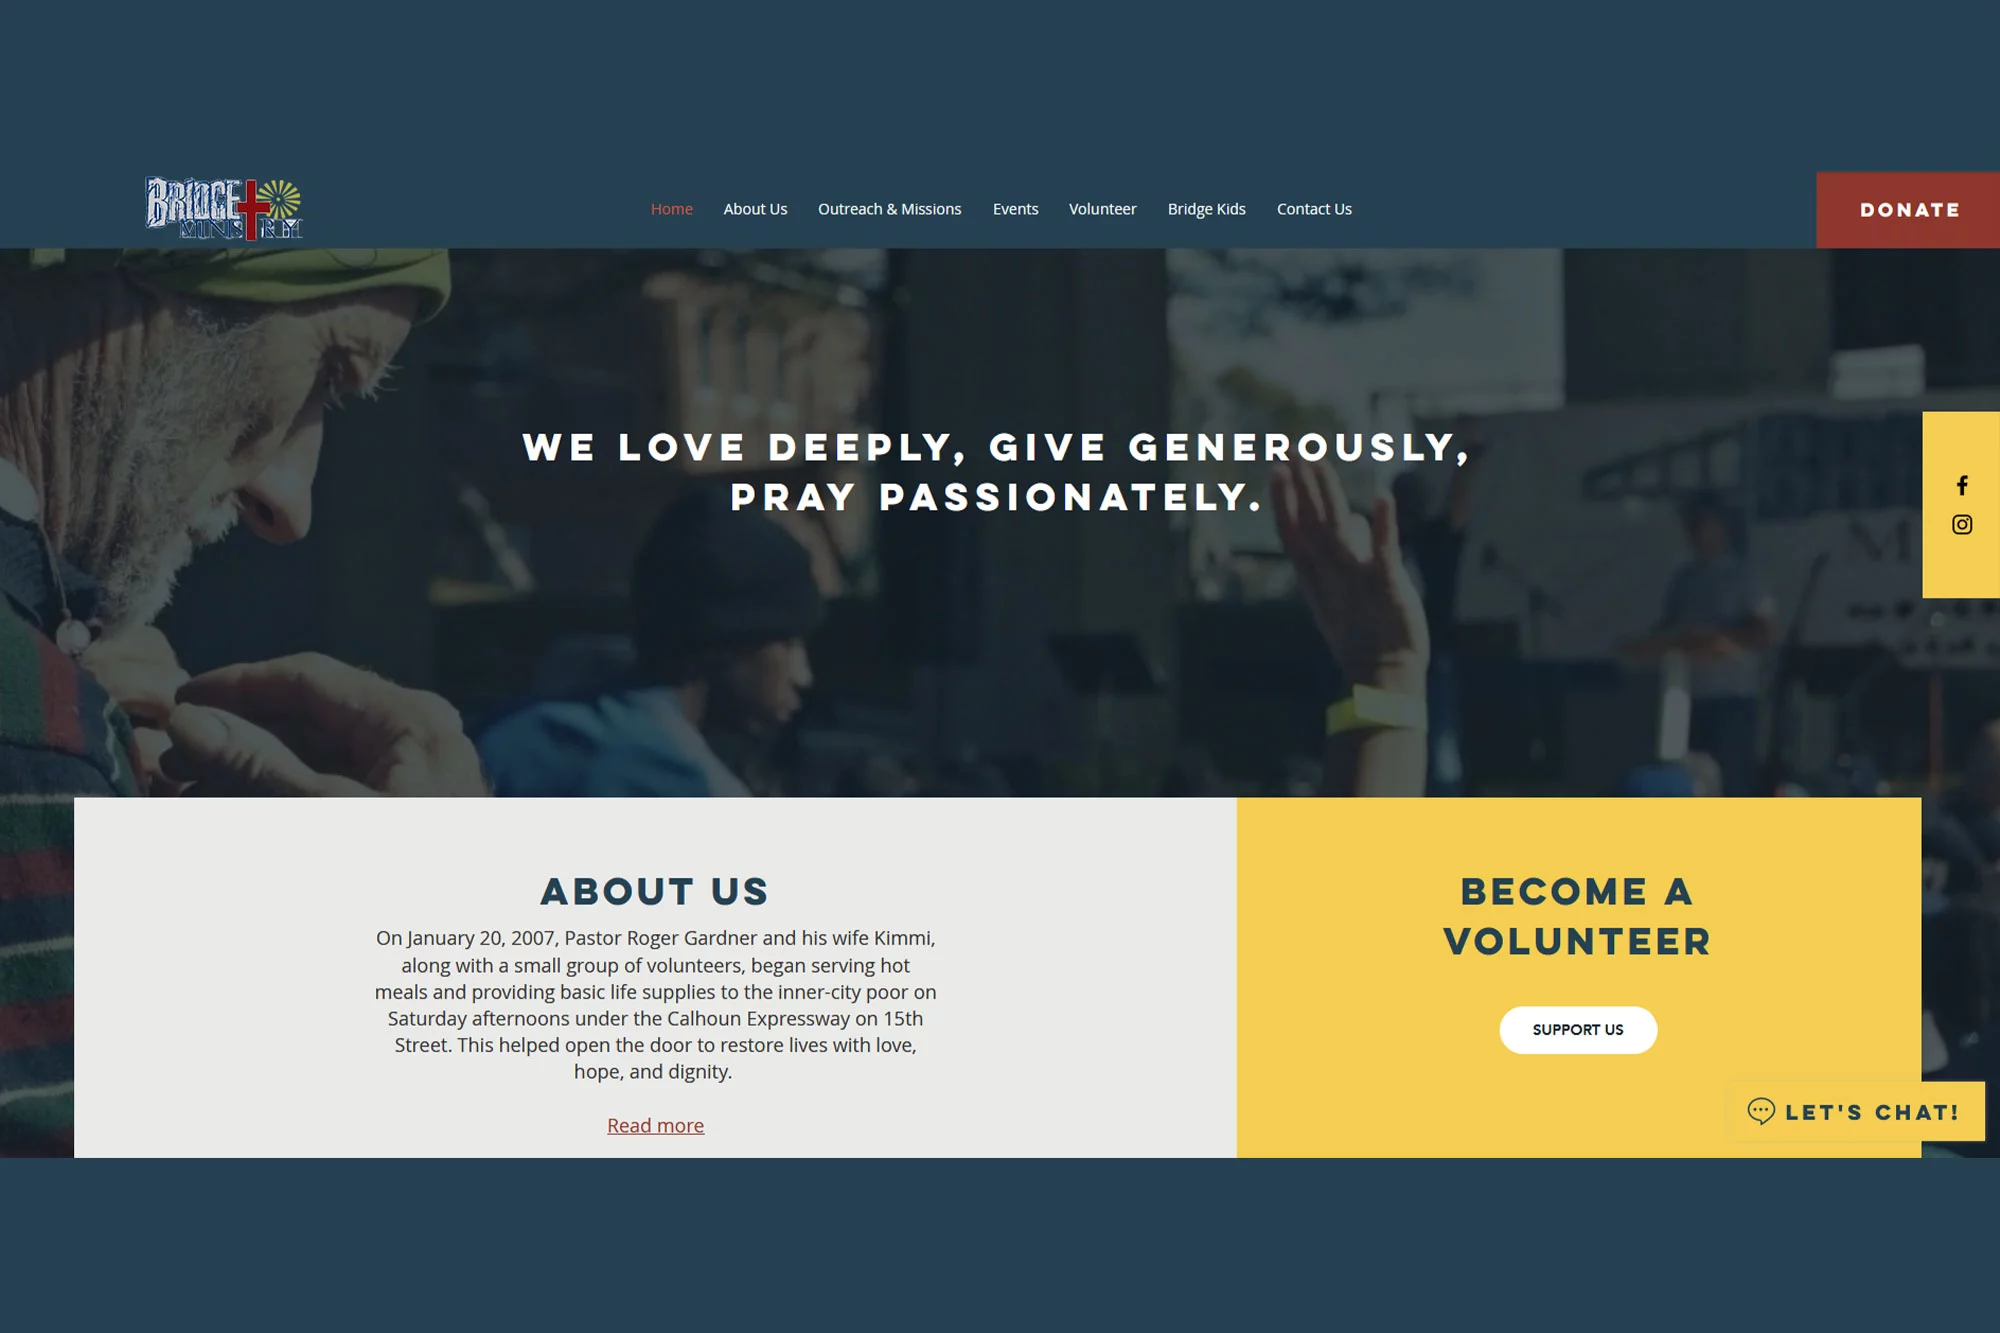 BRIDGE
MINISTRY
Home
About Us
Outreach & Missions
Events
Volunteer
Bridge Kids
Contact Us
DONATE
WE LOVE DEEPLY, GIVE GENEROUSLY,
PRAY PASSIONATELY.
ABOUT US
On January 20, 2007, Pastor Roger Gardner and his wife Kimmi,
along with a small group of volunteers, began serving hot
meals and providing basic life supplies to the inner-city poor on
Saturday afternoons under the Calhoun Expressway on 15th
Street. This helped open the door to restore lives with love,
hope, and dignity.
Read more
BECOME A
VOLUNTEER
SUPPORT US
LET'S CHAT!